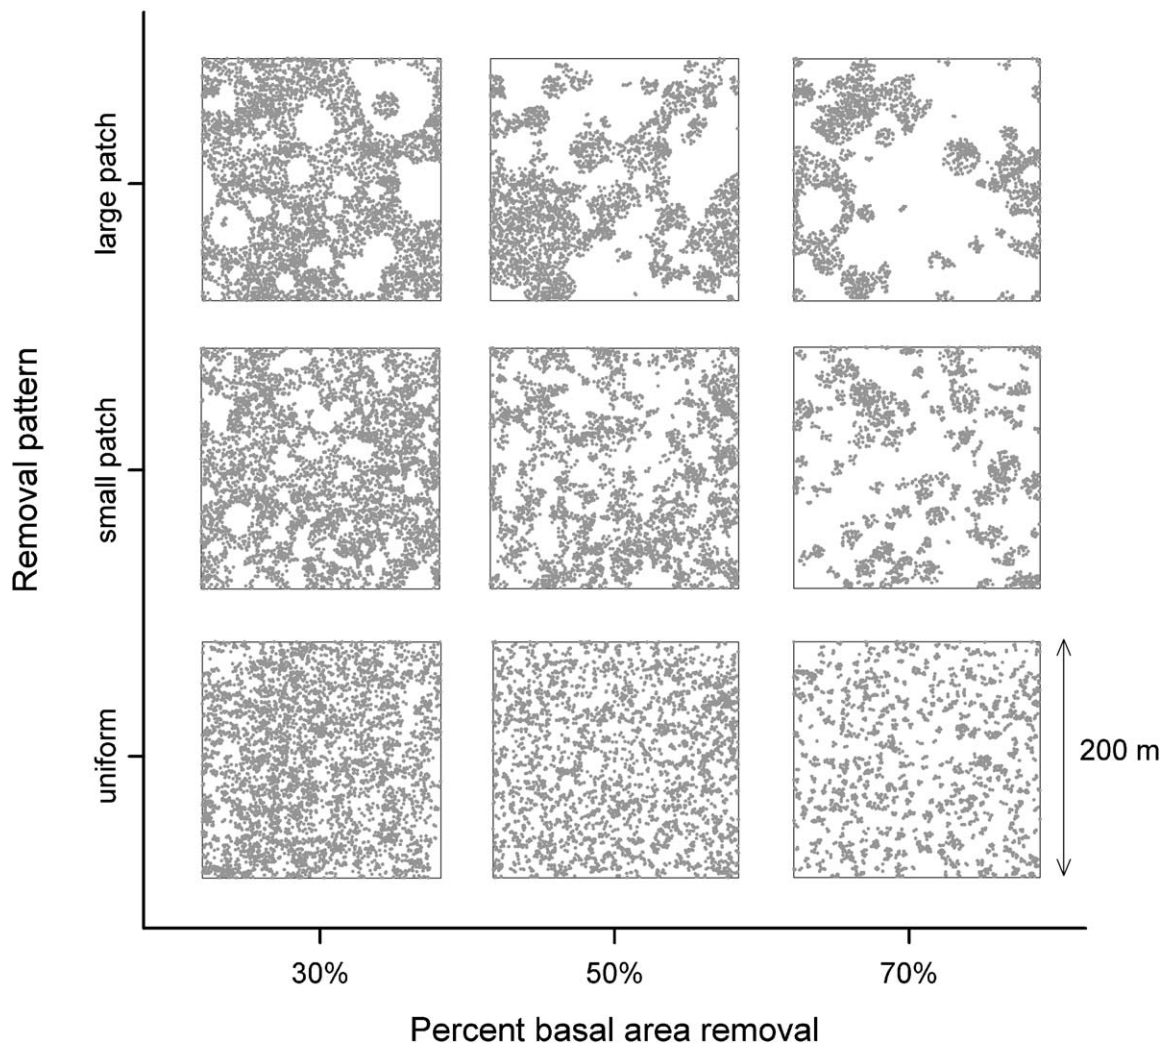 Removal pattern
large patch
small patch
uniform
200 m
30%
50%
70%
Percent basal area removal